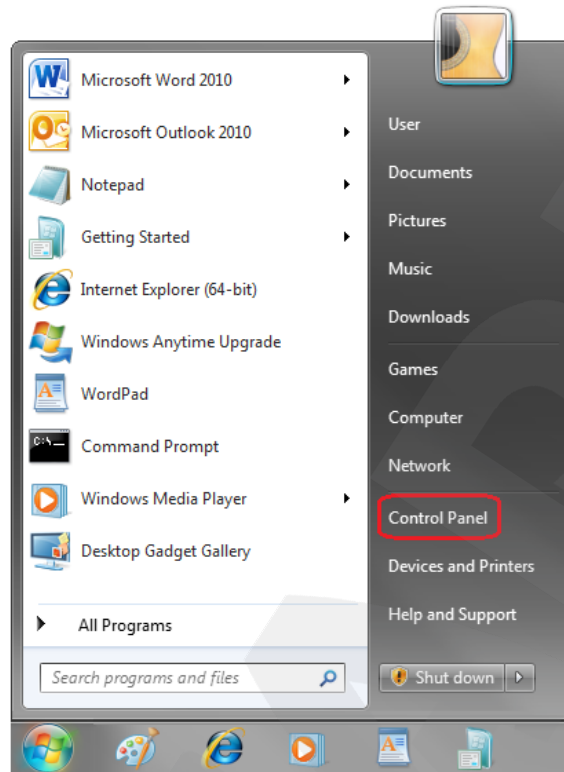 Microsoft Word 2010
Microsoft Outlook 2010
Notepad
Getting Started
Internet Explorer (64-bit)
Windows Anytime Upgrade
WordPad
C:\
Command Prompt
Windows Media Player
Desktop Gadget Gallery
All Programs
Search programs and files
User
Documents
Pictures
Music
Downloads
Games
Computer
Network
Control Panel
Devices and Printers
Help and Support
Shut down